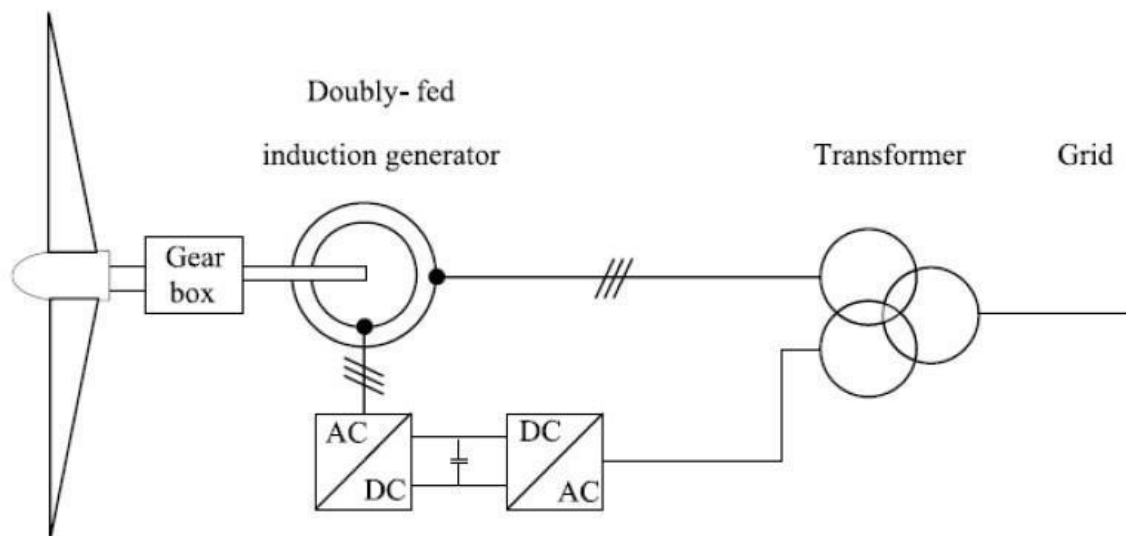 Doubly- fed
induction generator
Transformer
Grid
Gear
box
AC
DC
DC
AC